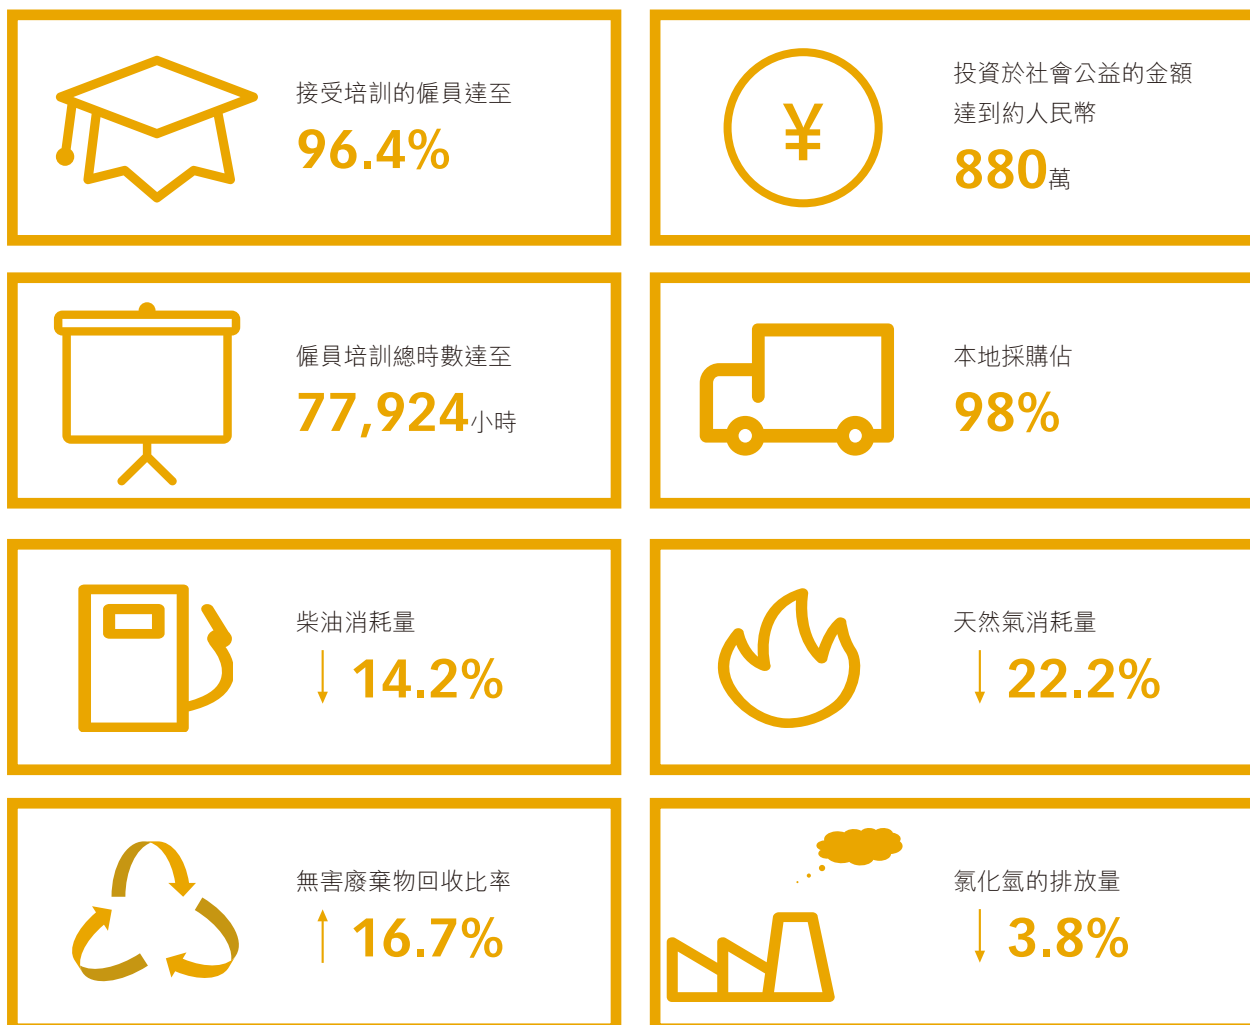 接受培訓的僱員達至
96.4%
投資於社會公益的金額
達到約人民幣
¥
880萬
僱員培訓總時數達至
77,924小時
本地採購佔
98%
柴油消耗量
↓ 14.2%
天然氣消耗量
↓ 22.2%
無害廢棄物回收比率
↑ 16.7%
氯化氫的排放量
↓ 3.8%